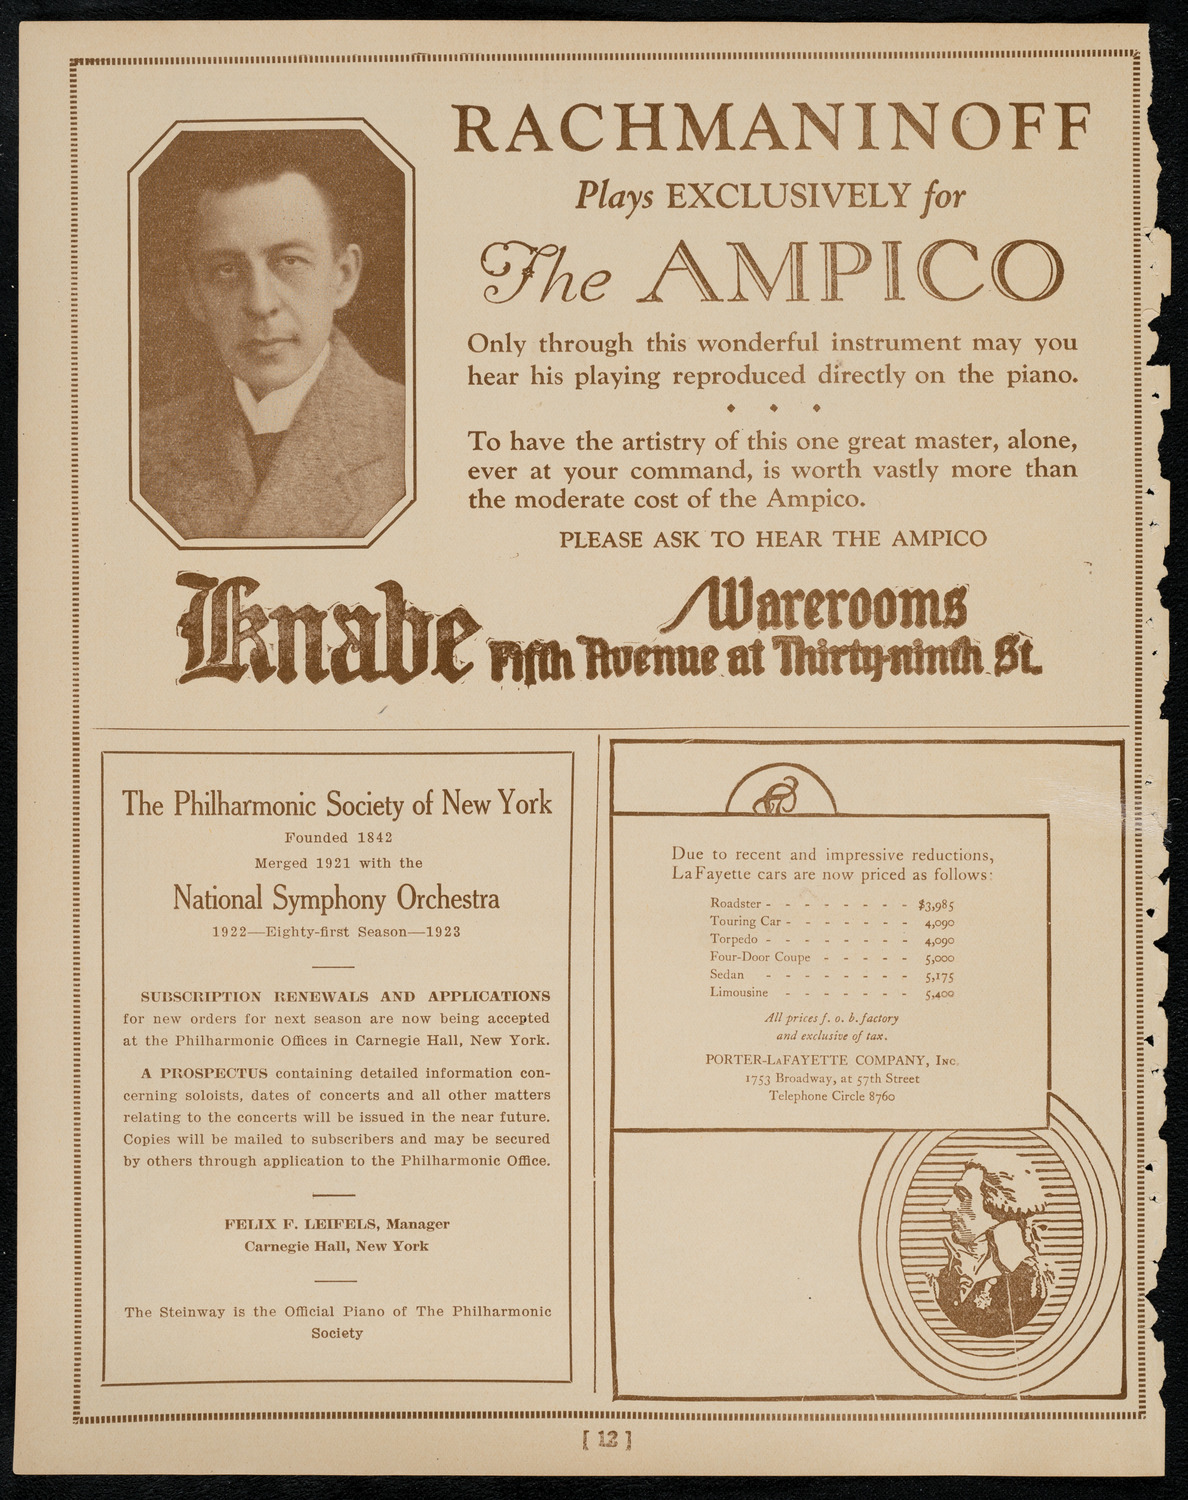 RACHMANINOFF
Plays EXCLUSIVELY for
The AMPICO
Only through this wonderful instrument may you
hear his playing reproduced directly on the piano.
To have the artistry of this one great master, alone,
ever at your command, is worth vastly more than
the moderate cost of the Ampico.
PLEASE ASK TO HEAR THE AMPICO
Knabe Warerooms
Fifth Avenue at Thirty-ninth St.
The Philharmonic Society of New York
Founded 1842
Merged 1921 with the
National Symphony Orchestra
1922—Eighty-first Season—1923
SUBSCRIPTION RENEWALS AND APPLICATIONS
for new orders for next season are now being accepted
at the Philharmonic Offices in Carnegie Hall, New York.
A PROSPECTUS containing detailed information con-
cerning soloists, dates of concerts and all other matters
relating to the concerts will be issued in the near future.
Copies will be mailed to subscribers and may be secured
by others through application to the Philharmonic Office.
FELIX F. LEIFELS, Manager
Carnegie Hall, New York
The Steinway is the Official Piano of The Philharmonic
Society
Due to recent and impressive reductions,
LaFayette cars are now priced as follows:
Roadster - - - - - - - - $3,985
Touring Car - - - - - - - 4,090
Torpedo - - - - - - - - 4,090
Four-Door Coupe - - - - - 5,000
Sedan - - - - - - - - 5,175
Limousine - - - - - - - 5,400
All prices f. o. b. factory
and exclusive of tax.
PORTER-LAFAYETTE COMPANY, INC.
1753 Broadway, at 57th Street
Telephone Circle 8760
[ 12 ]